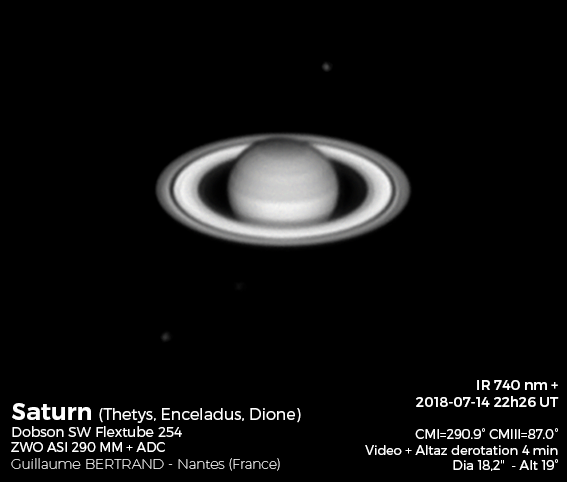 Saturn (Thetys, Enceladus, Dione)
Dobson SW Flextube 254
ZWO ASI 290 MM + ADC
Guillaume BERTRAND - Nantes (France)
IR 740 nm +
2018-07-14 22h26 UT
CMI=290.9° CMIII=87.0°
Video + Altaz derotation 4 min
Dia 18,2" - Alt 19°